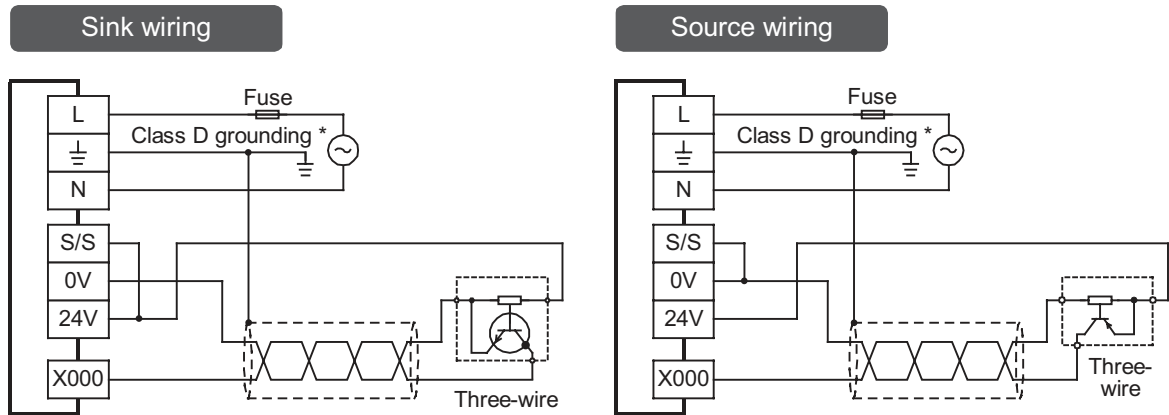 Sink wiring
L
Fuse
Class D grounding *
N
S/S
0V
24V
X000
Three-wire
Source wiring
L
Fuse
Class D grounding *
N
S/S
0V
24V
X000
Three-
wire